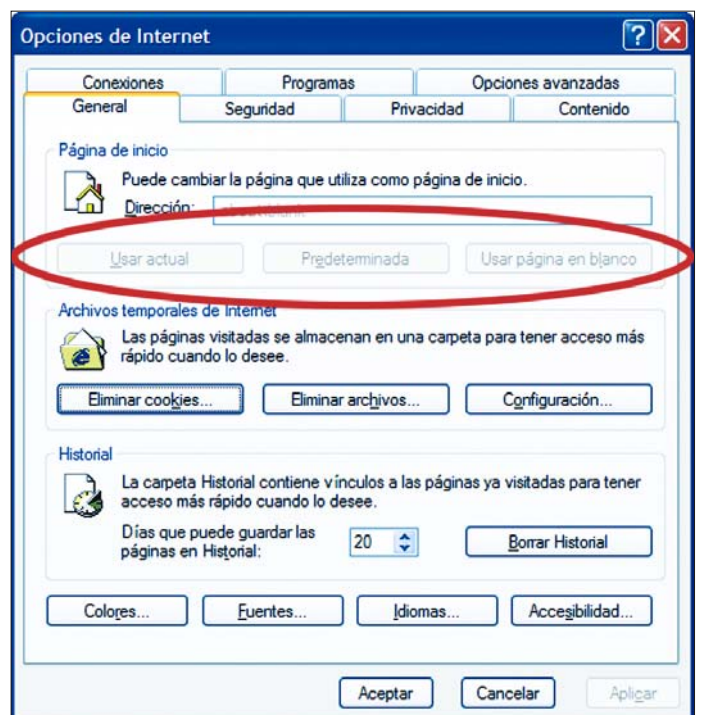 Opciones de Internet
Conexiones Programas Opciones avanzadas
General Seguridad Privacidad Contenido
Página de inicio
Puede cambiar la página que utiliza como página de inicio.
Dirección: about:blank
Usar actual Predeterminada Usar página en blanco
Archivos temporales de Internet
Las páginas visitadas se almacenan en una carpeta para tener acceso más
rápido cuando lo desee.
Eliminar cookies... Eliminar archivos... Configuración...
Historial
La carpeta Historial contiene vínculos a las páginas ya visitadas para tener
acceso más rápido cuando lo desee.
Días que puede guardar las
páginas en Historial: 20 Borrar Historial
Colores... Fuentes... Idiomas... Accesibilidad...
Aceptar Cancelar Aplicar